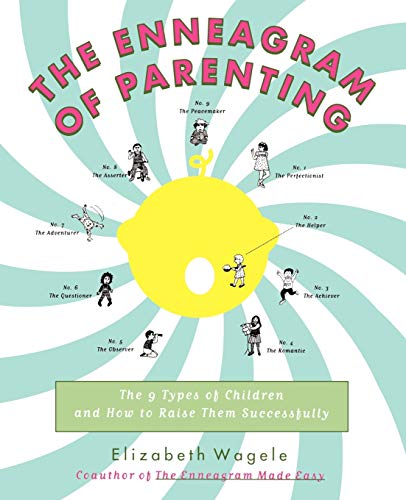 THE ENNEAGRAM
OF PARENTING
No. 9
The Peacemaker
No. 8
The Asserter
No. 1
The Perfectionist
No. 7
The Adventurer
No. 2
The Helper
No. 6
The Questioner
No. 3
The Achiever
No. 5
The Observer
No. 4
The Romantic
The 9 Types of Children
and How to Raise Them Successfully
Elizabeth Wagele
Coauthor of The Enneagram Made Easy